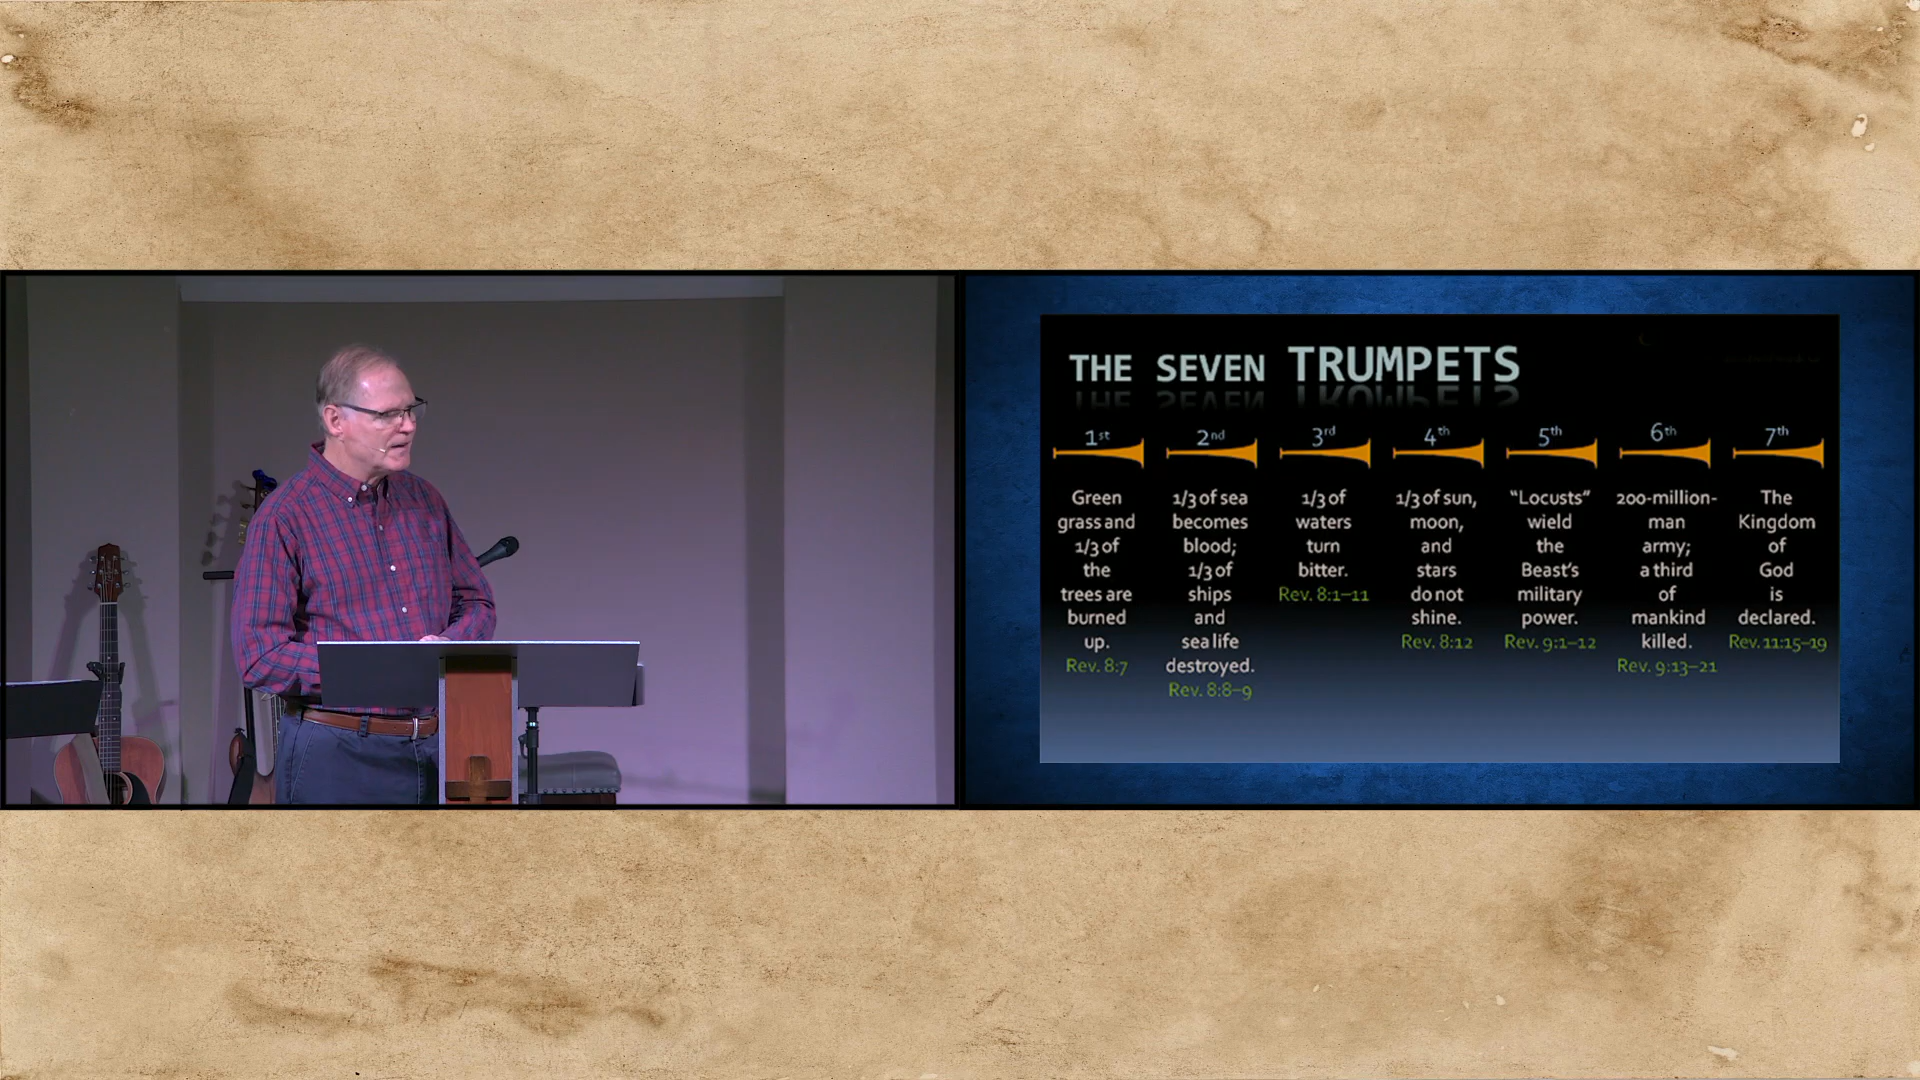 THE SEVEN TRUMPETS
1st
Green
grass and
1/3 of
the
trees are
burned
up.
Rev. 8:7
2nd
1/3 of sea
becomes
blood;
1/3 of
ships
and
sea life
destroyed.
Rev. 8:8–9
3rd
1/3 of
waters
turn
bitter.
Rev. 8:1–11
4th
1/3 of sun,
moon,
and
stars
do not
shine.
Rev. 8:12
5th
"Locusts"
wield
the
Beast's
military
power.
Rev. 9:1–12
6th
200-million-
man
army;
a third
of
mankind
killed.
Rev. 9:13–21
7th
The
Kingdom
of
God
is
declared.
Rev. 11:15–19